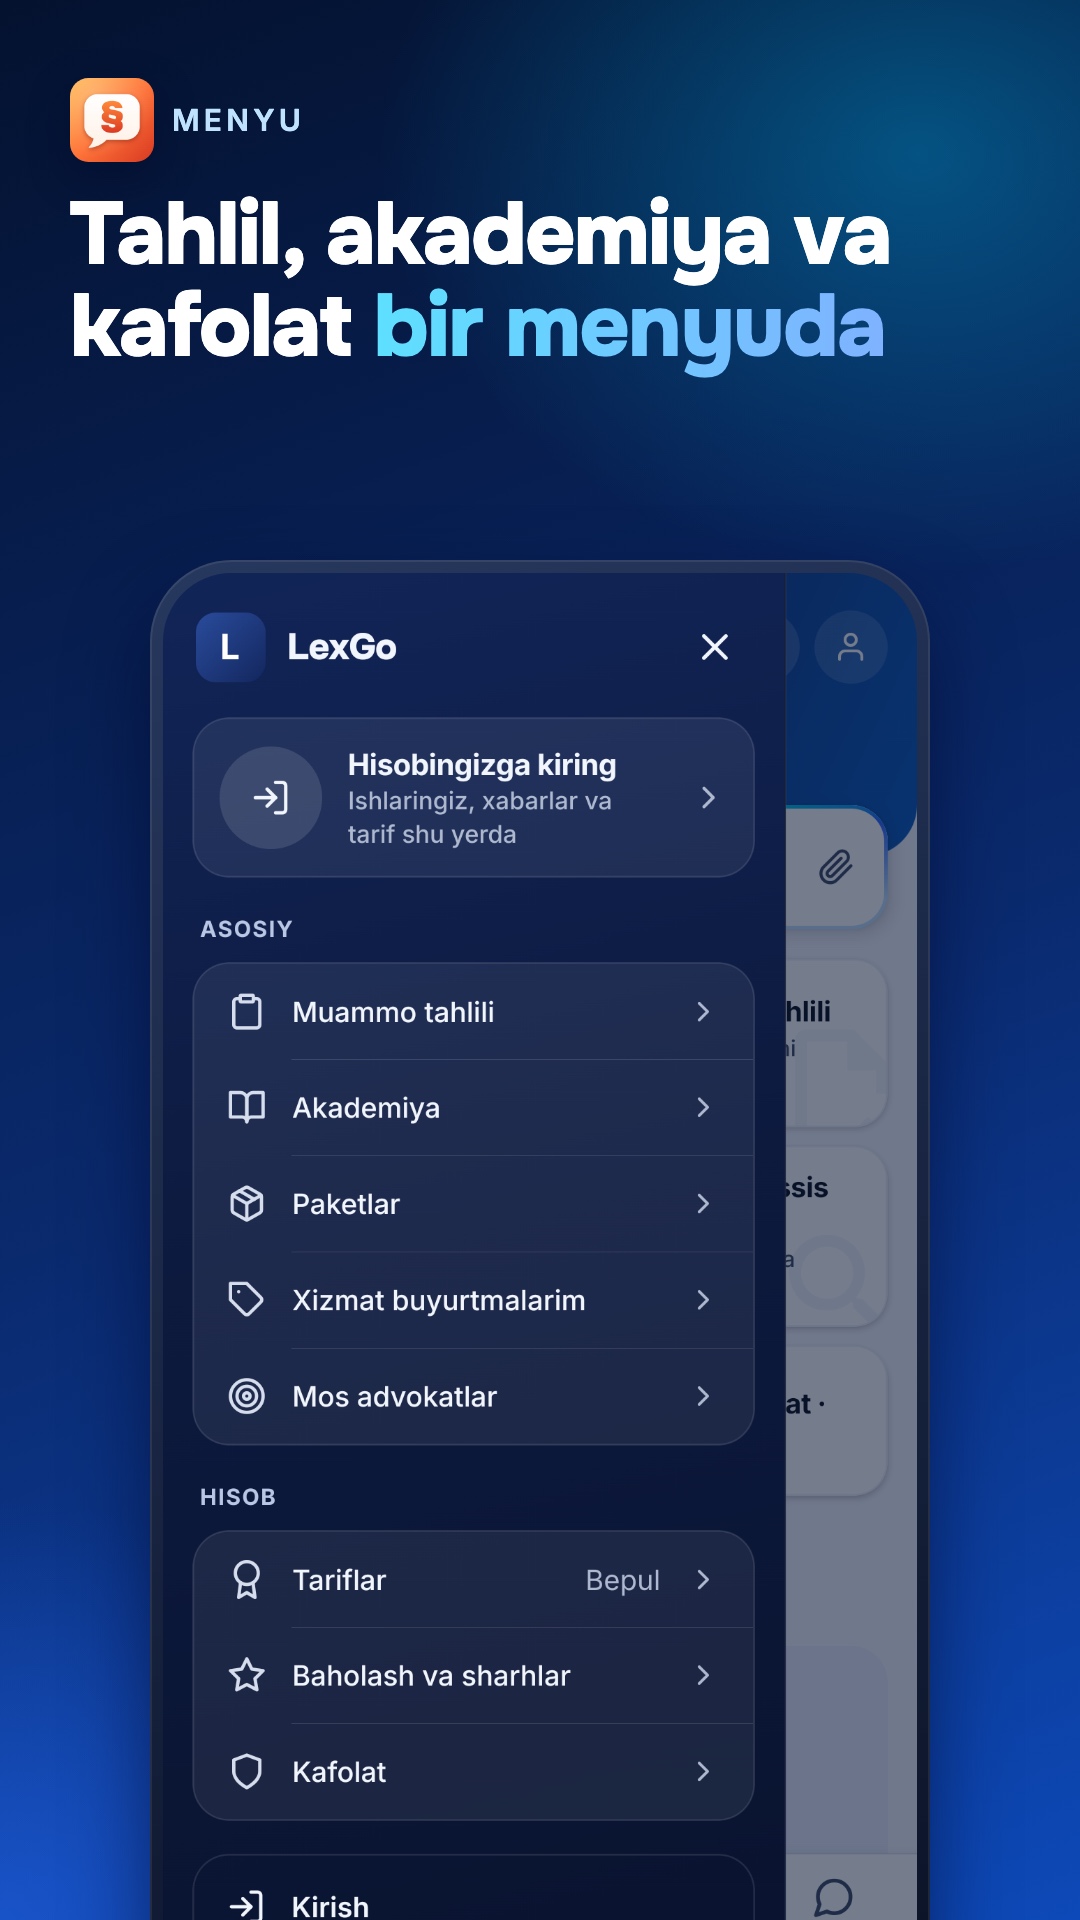 § MENYU
Tahlil, akademiya va
kafolat bir menyuda
L LexGo
Hisobingizga kiring
Ishlaringiz, xabarlar va
tarif shu yerda
ASOSIY
Muammo tahlili
hlili
Akademiya
Paketlar
ssis
a
Xizmat buyurtmalarim
Mos advokatlar
at ·
HISOB
Tariflar Bepul
Baholash va sharhlar
Kafolat
Kirish